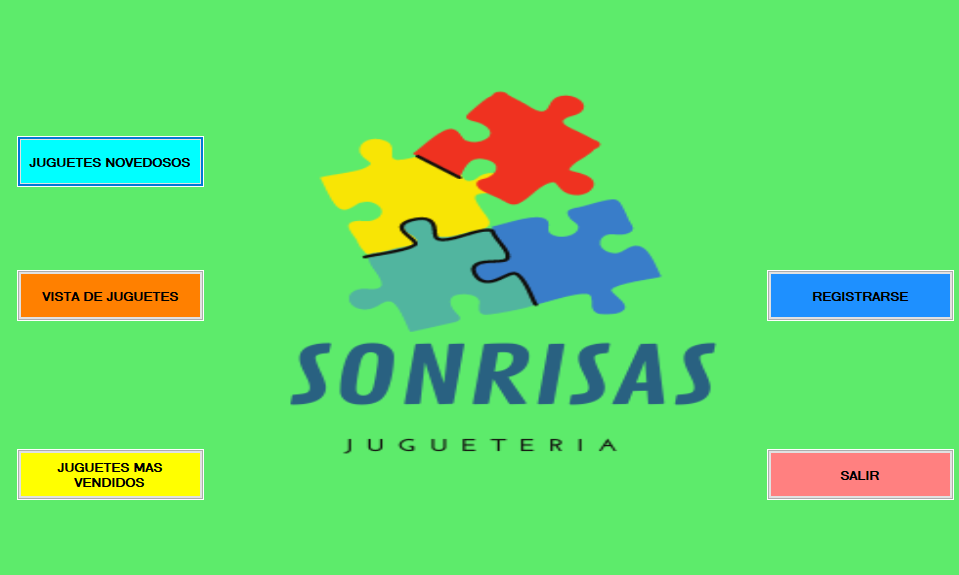 JUGUETES NOVEDOSOS
VISTA DE JUGUETES
JUGUETES MAS
VENDIDOS
SONRISAS
JUGUETERIA
REGISTRARSE
SALIR